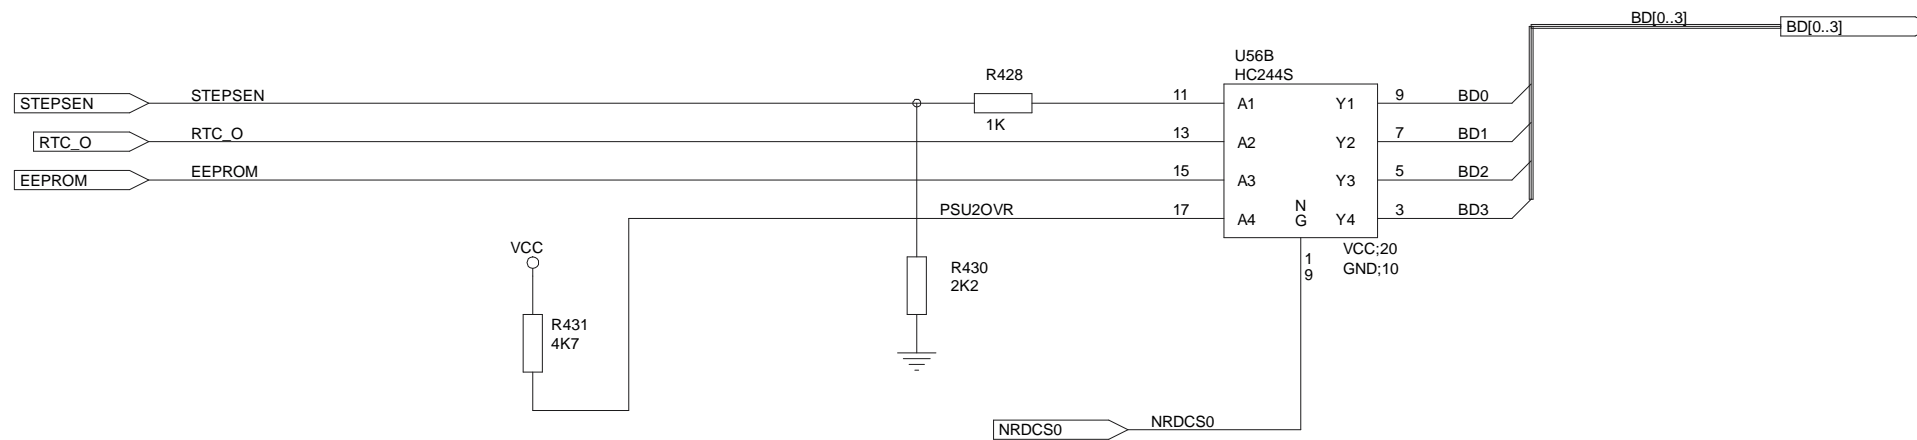 BD[0..3]
BD[0..3]
U56B
HC244S
R428
1K
STEPSEN
STEPSEN
11
A1
Y1
9
BD0
RTC_O
RTC_O
13
A2
Y2
7
BD1
EEPROM
EEPROM
15
A3
Y3
5
BD2
PSU2OVR
17
A4
N
G
Y4
3
BD3
VCC
1
9
VCC;20
GND;10
R430
2K2
R431
4K7
NRDCS0
NRDCS0